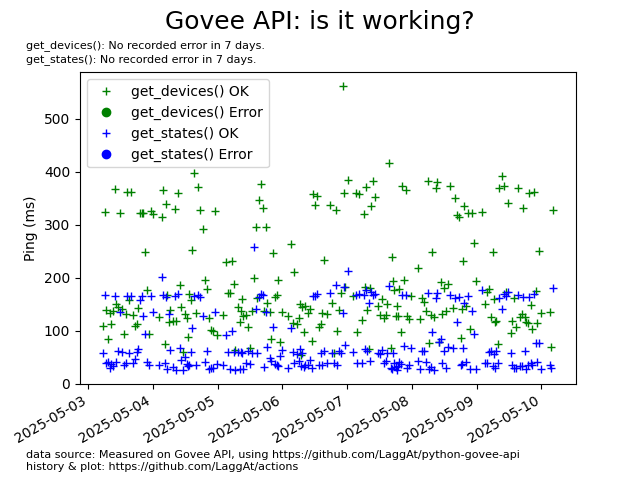 Govee API: is it working?
get_devices(): No recorded error in 7 days.
get_states(): No recorded error in 7 days.
get_devices() OK
get_devices() Error
get_states() OK
get_states() Error
Ping (ms)
500
400
300
200
100
0
2025-05-03
2025-05-04
2025-05-05
2025-05-06
2025-05-07
2025-05-08
2025-05-09
2025-05-10
data source: Measured on Govee API, using https://github.com/LaggAt/python-govee-api
history & plot: https://github.com/LaggAt/actions